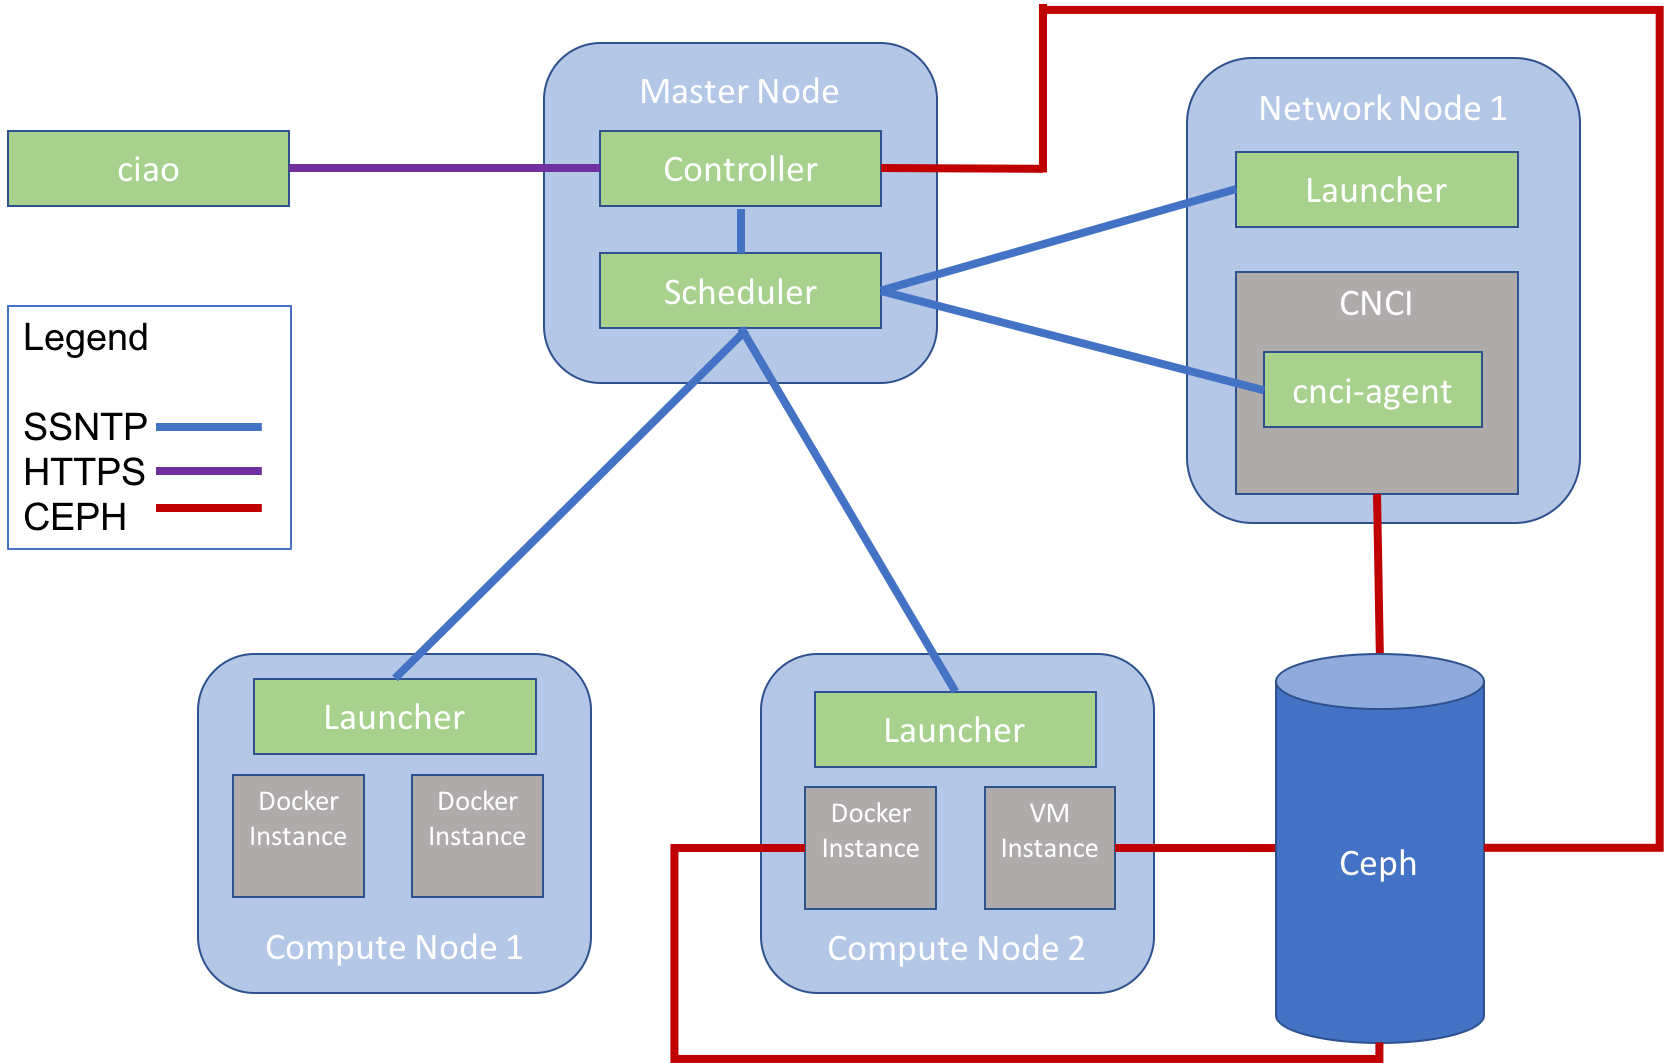 Master Node
Network Node 1
ciao
Controller
Launcher
Scheduler
CNCI
Legend
cnci-agent
SSNTP
HTTPS
CEPH
Launcher
Launcher
Docker
Instance
Docker
Instance
Docker
Instance
VM
Instance
Ceph
Compute Node 1
Compute Node 2